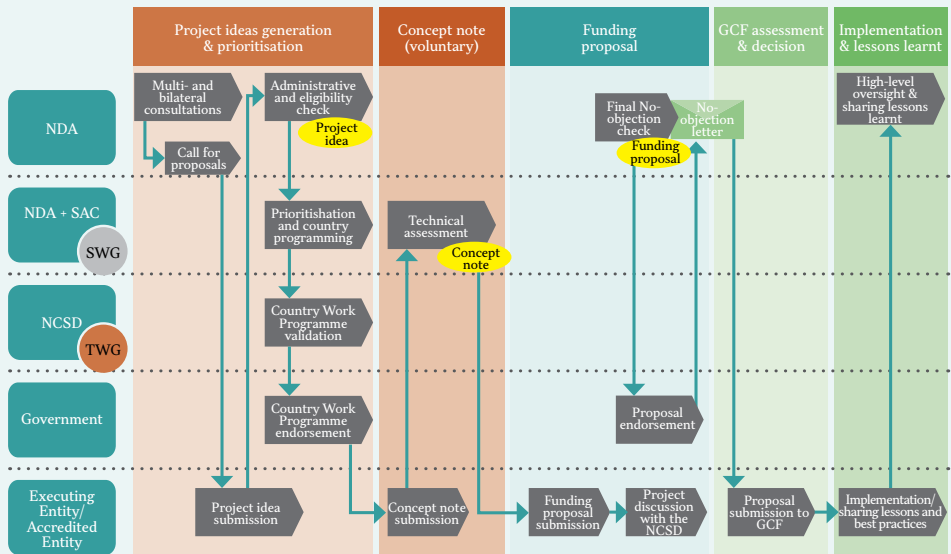 Project ideas generation
& prioritisation
Concept note
(voluntary)
Funding
proposal
GCF assessment
& decision
Implementation
& lessons learnt
NDA
Multi- and
bilateral
consultations
Call for
proposals
Administrative
and eligibility
check
Project
idea
Final No-
objection
check
No-
objection
letter
Funding
proposal
High-level
oversight &
sharing lessons
learnt
NDA + SAC
SWG
Prioritishation
and country
programming
Technical
assessment
Concept
note
NCSD
TWG
Country Work
Programme
validation
Government
Country Work
Programme
endorsement
Proposal
endorsement
Executing
Entity/
Accredited
Entity
Project idea
submission
Concept note
submission
Funding
proposal
submission
Project
discussion
with the
NCSD
Proposal
submission to
GCF
Implementation/
sharing lessons and
best practices